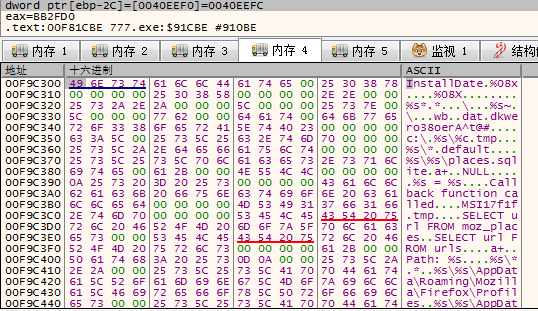 dword ptr [ebp-2C]=[0040EEF0]=0040EEFC
eax=BB2FD0
.text:00F81CBE 777.exe:$91CBE #910BE
内存 1 内存 2 内存 3 内存 4 内存 5 监视 1 结构
地址 十六进制 ASCII
00F9C300 49 6E 73 74 61 6C 6C 44 61 74 65 00 25 30 38 78 InstallDate.%08x
00F9C310 00 00 00 00 25 30 38 58 00 00 00 00 2E 2E 00 00 ....%08X........
00F9C320 25 73 2A 2E 2A 00 00 00 5C 00 00 00 25 73 7E 00 %s*.*...\...%s~.
00F9C330 5C 00 00 00 77 62 00 00 64 61 74 00 64 6B 77 65 \...wb..dat.dkwe
00F9C340 72 6F 33 38 6F 65 72 41 5E 74 40 23 00 00 00 00 ro38oerA^t@#....
00F9C350 63 3A 5C 00 25 73 5C 25 63 2E 74 6D 70 00 00 00 c:\.%s\%c.tmp...
00F9C360 25 73 5C 2A 2E 64 65 66 61 75 6C 74 00 00 00 00 %s\*.default....
00F9C370 25 73 5C 25 73 5C 70 6C 61 63 65 73 2E 73 71 6C %s\%s\places.sql
00F9C380 69 74 65 00 61 2B 00 00 4E 55 4C 4C 00 00 00 00 ite.a+..NULL....
00F9C390 0A 25 73 20 3D 20 25 73 00 00 00 00 43 61 6C 6C .%s = %s....Call
00F9C3A0 62 61 63 6B 20 66 75 6E 63 74 69 6F 6E 20 63 61 back function ca
00F9C3B0 6C 6C 65 64 00 00 00 00 4D 53 49 31 37 66 31 66 lled....MSI17f1f
00F9C3C0 2E 74 6D 70 00 00 00 00 53 45 4C 45 43 54 20 75 .tmp....SELECT u
00F9C3D0 72 6C 20 46 52 4F 4D 20 6D 6F 7A 5F 70 6C 61 63 rl FROM moz_plac
00F9C3E0 65 73 00 00 53 45 4C 45 43 54 20 75 72 6C 20 46 es..SELECT url F
00F9C3F0 52 4F 4D 20 75 72 6C 73 00 00 00 00 61 2B 00 00 ROM urls....a+..
00F9C400 50 61 74 68 3A 20 25 73 0D 0A 00 00 25 73 5C 2A Path: %s....%s\*
00F9C410 2E 2A 00 00 25 73 5C 25 73 5C 41 70 70 44 61 74 .*..%s\%s\AppDat
00F9C420 61 5C 52 6F 61 6D 69 6E 67 5C 4D 6F 7A 69 6C 6C a\Roaming\Mozill
00F9C430 61 5C 46 69 72 65 66 6F 78 5C 50 72 6F 66 69 6C a\Firefox\Profil
00F9C440 65 73 00 00 25 73 5C 25 73 5C 41 70 70 44 61 74 es..%s\%s\AppDat